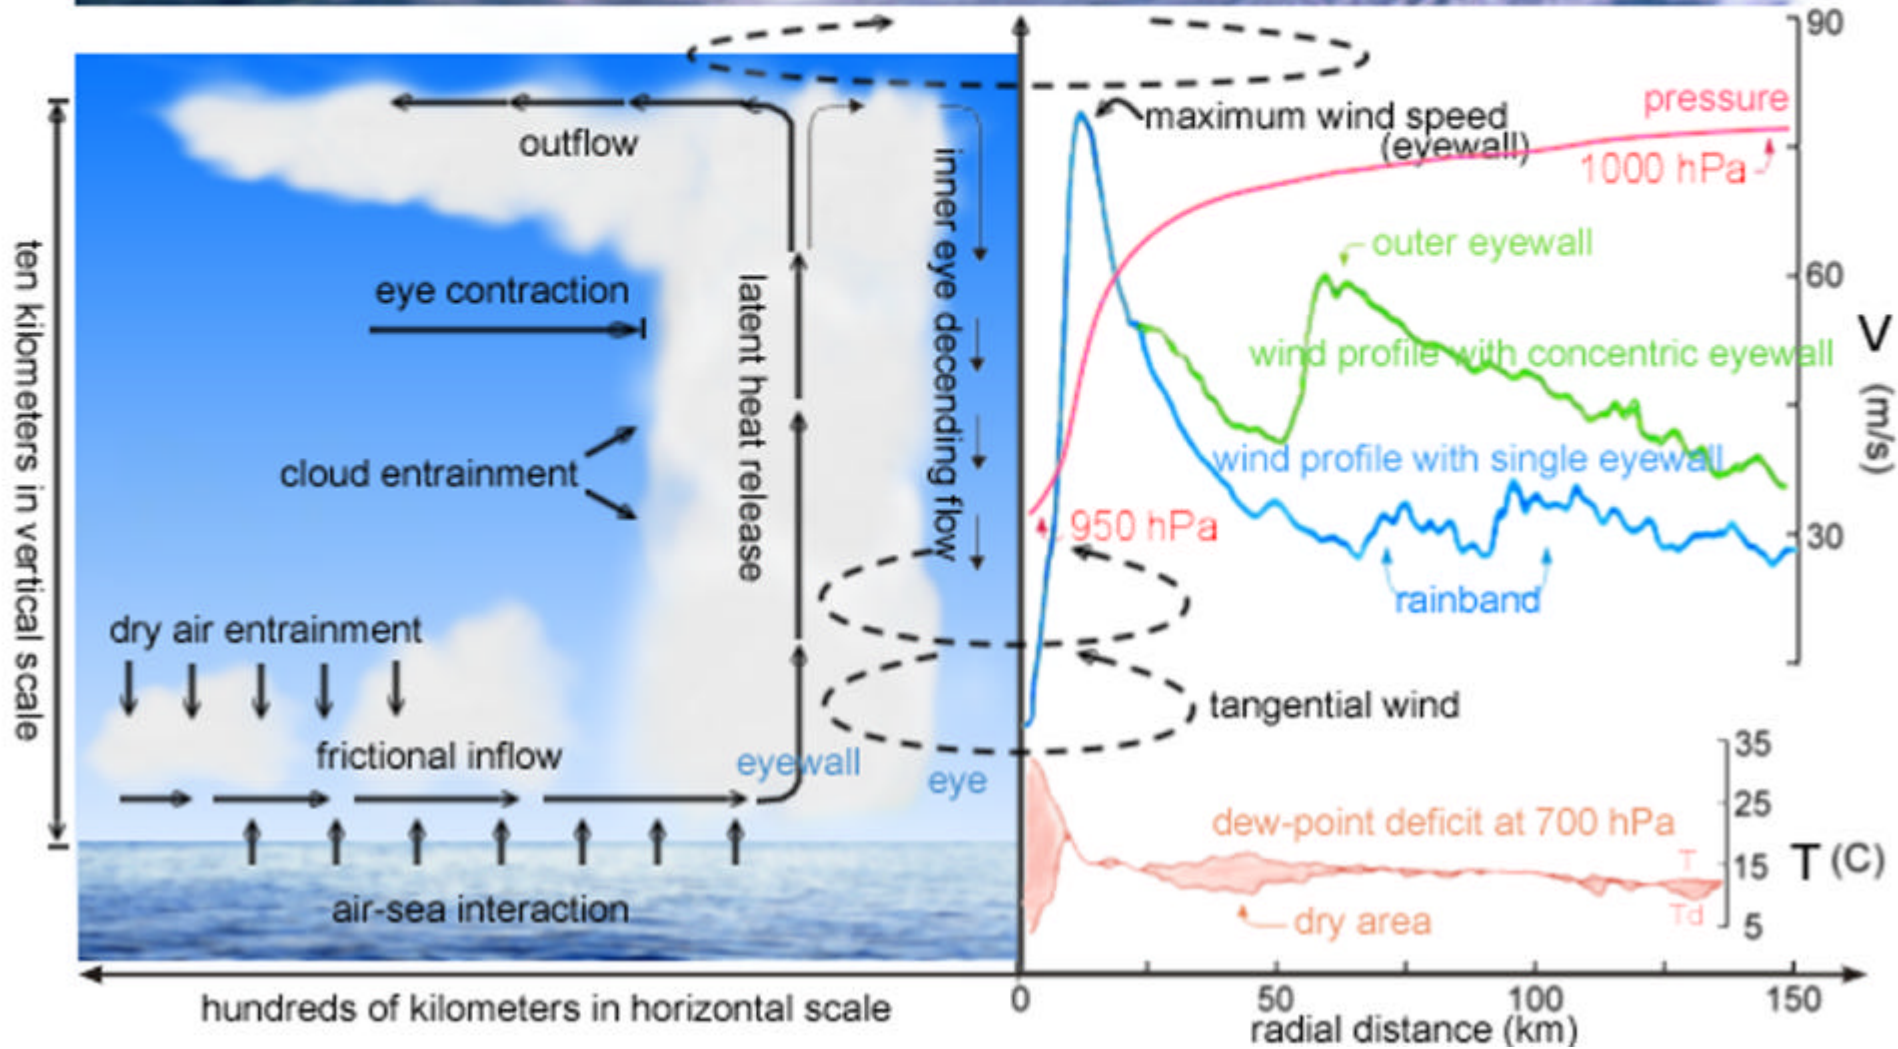 ten kilometers in vertical scale
outflow
eye contraction
cloud entrainment
dry air entrainment
frictional inflow
air-sea interaction
latent heat release
inner eye decending flow
eyewall
eye
hundreds of kilometers in horizontal scale
maximum wind speed
(eyewall)
pressure
1000 hPa
outer eyewall
wind profile with concentric eyewall
wind profile with single eyewall
950 hPa
rainband
tangential wind
90
60
30
V (m/s)
dew-point deficit at 700 hPa
T
Td
dry area
35
25
15
5
T (C)
0 50 100 150
radial distance (km)